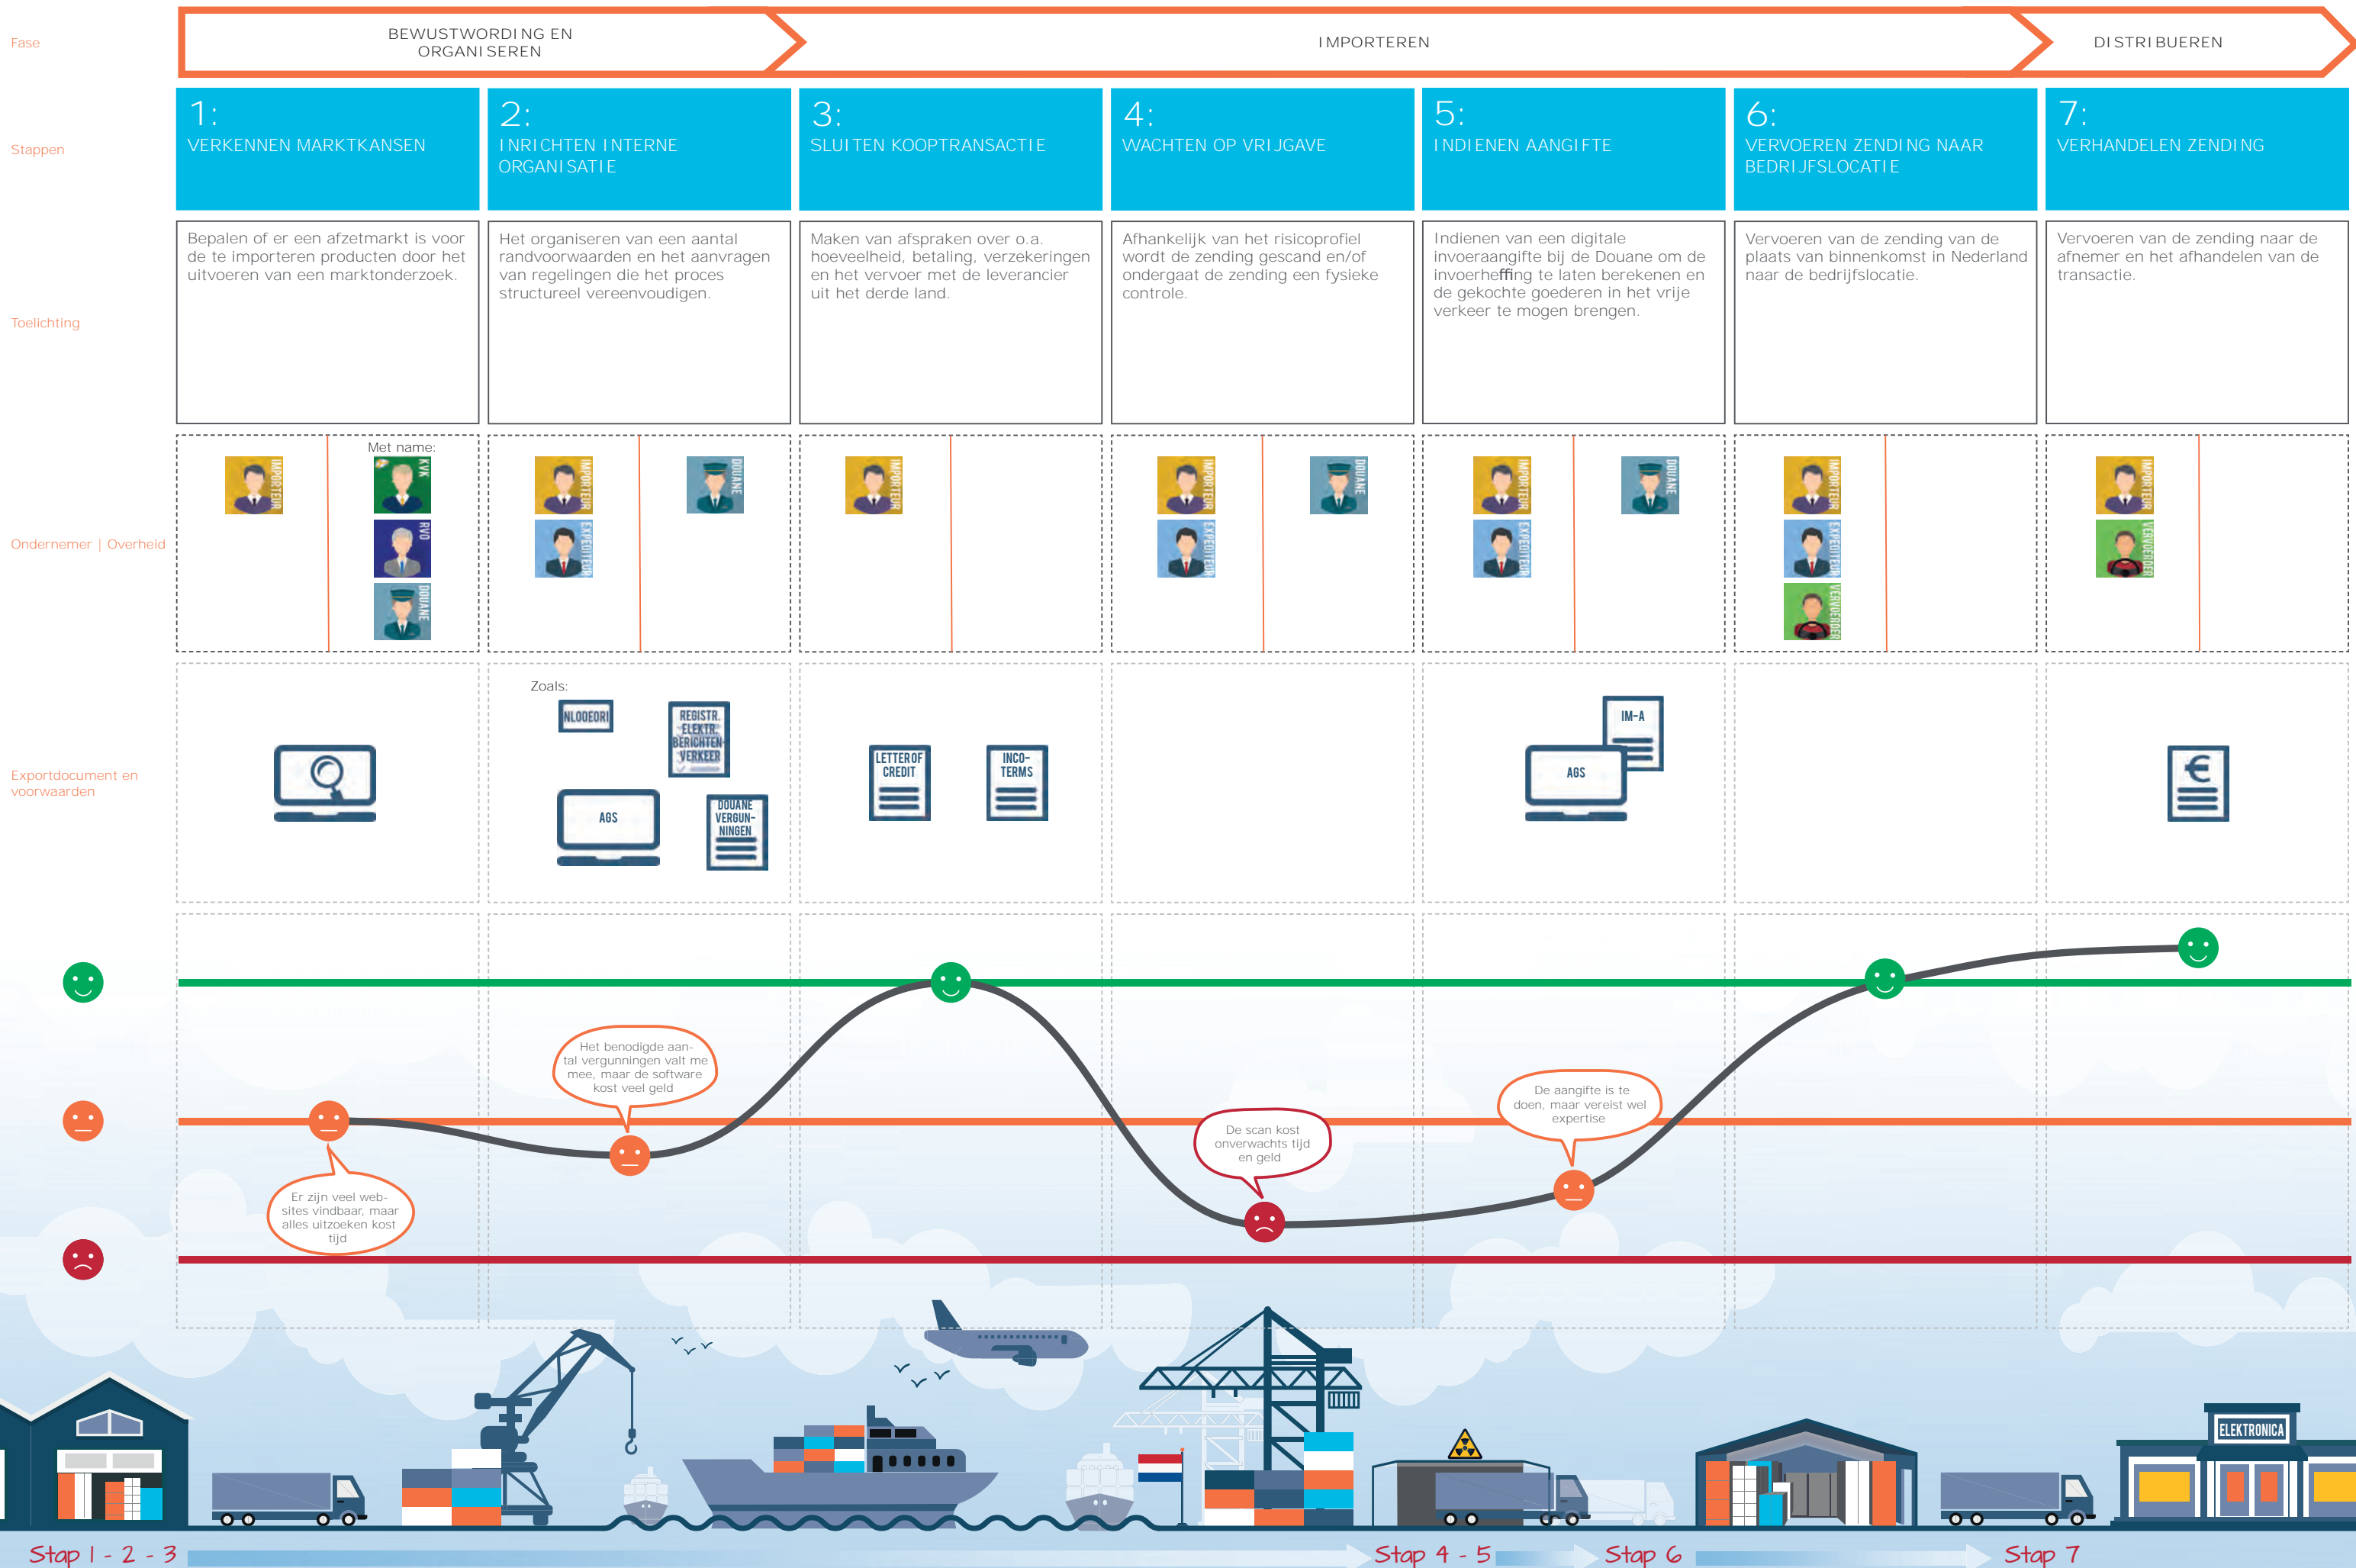 Fase
BEWUSTWORDING EN
ORGANISEREN
IMPORTEREN
DISTRIBUEREN
Stappen
1:
VERKENNEN MARKTKANSEN
2:
INRICHTEN INTERNE
ORGANISATIE
3:
SLUITEN KOOPTRANSACTIE
4:
WACHTEN OP VRIJGAVE
5:
INDIENEN AANGIFTE
6:
VERVOEREN ZENDING NAAR
BEDRIJFSLOCATIE
7:
VERHANDELEN ZENDING
Toelichting
Bepalen of er een afzetmarkt is voor
de te importeren producten door het
uitvoeren van een marktonderzoek.
Het organiseren van een aantal
randvoorwaarden en het aanvragen
van regelingen die het proces
structureel vereenvoudigen.
Maken van afspraken over o.a.
hoeveelheid, betaling, verzekeringen
en het vervoer met de leverancier
uit het derde land.
Afhankelijk van het risicoprofiel
wordt de zending gescand en/of
ondergaat de zending een fysieke
controle.
Indienen van een digitale
invoeraangifte bij de Douane om de
invoerheffing te laten berekenen en
de gekochte goederen in het vrije
verkeer te mogen brengen.
Vervoeren van de zending van de
plaats van binnenkomst in Nederland
naar de bedrijfslocatie.
Vervoeren van de zending naar de
afnemer en het afhandelen van de
transactie.
Ondernemer | Overheid
IMPORTEUR
Met name:
KVK
RVO
DOUANE
IMPORTEUR
EXPEDITEUR
DOUANE
IMPORTEUR
IMPORTEUR
EXPEDITEUR
DOUANE
IMPORTEUR
EXPEDITEUR
DOUANE
IMPORTEUR
EXPEDITEUR
VERVOERDER
IMPORTEUR
VERVOERDER
Exportdocument en
voorwaarden
Zoals:
NL00EORI
REGISTR.
ELEKTR.
BERICHTEN-
VERKEER
AGS
DOUANE
VERGUN-
NINGEN
LETTER OF
CREDIT
INCO-
TERMS
IM-A
AGS
€
Er zijn veel web-
sites vindbaar, maar
alles uitzoeken kost
tijd
Het benodigde aan-
tal vergunningen valt me
mee, maar de software
kost veel geld
De scan kost
onverwachts tijd
en geld
De aangifte is te
doen, maar vereist wel
expertise
ELEKTRONICA
Stap 1 - 2 - 3
Stap 4 - 5
Stap 6
Stap 7